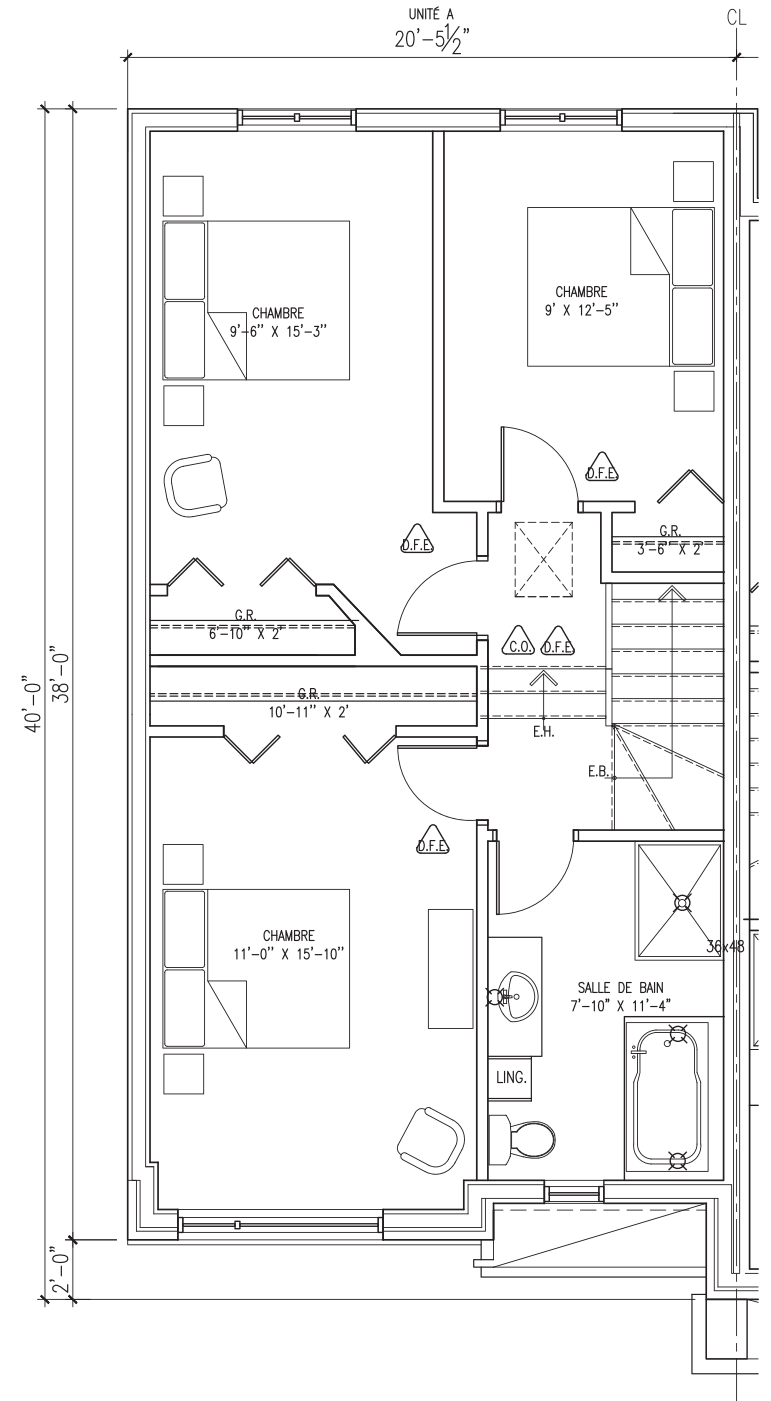 UNITÉ A
20'-5½"
CL
40'-0"
38'-0"
2'-0"
CHAMBRE
9'-6" X 15'-3"
CHAMBRE
9' X 12'-5"
D.F.E.
D.F.E.
G.R.
3'-6" X 2'
G.R.
6'-10" X 2'
C.O.
D.F.E.
G.R.
10'-11" X 2'
E.H.
E.B.
D.F.E.
CHAMBRE
11'-0" X 15'-10"
36x48
SALLE DE BAIN
7'-10" X 11'-4"
LING.